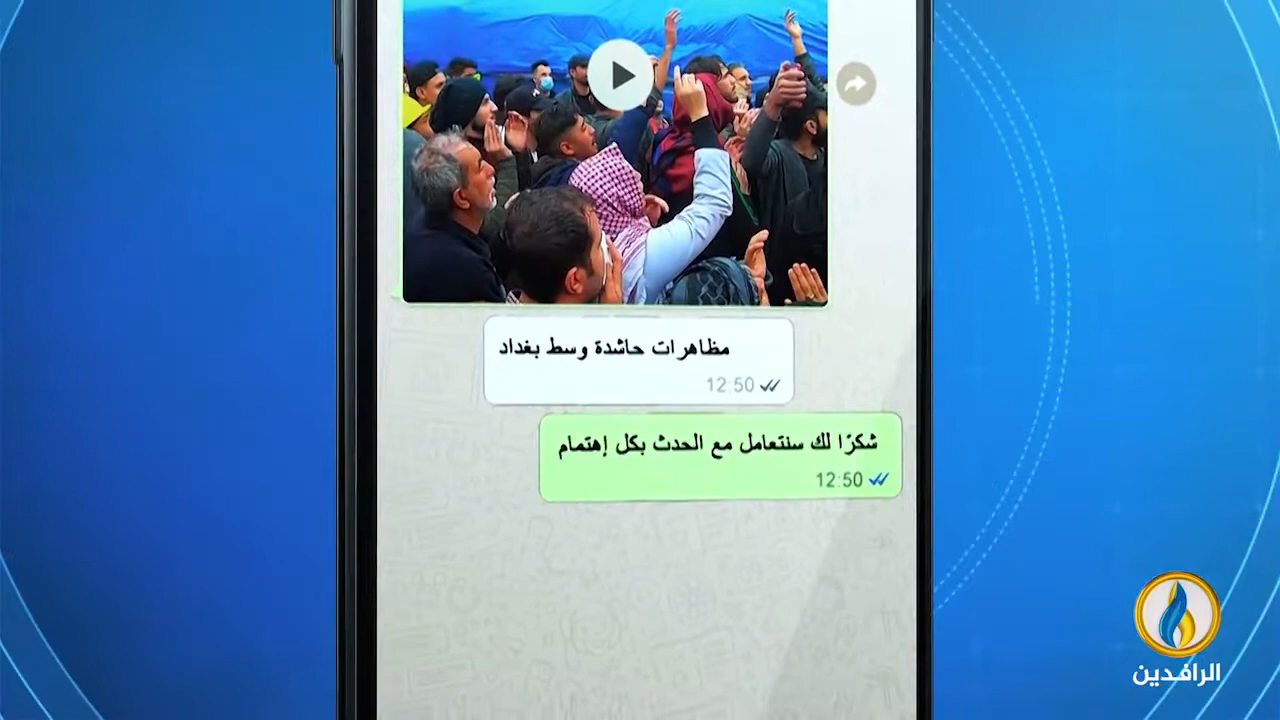 مظاهرات حاشدة وسط بغداد
12:50
شكرًا لك سنتعامل مع الحدث بكل إهتمام
12:50
الرافدين